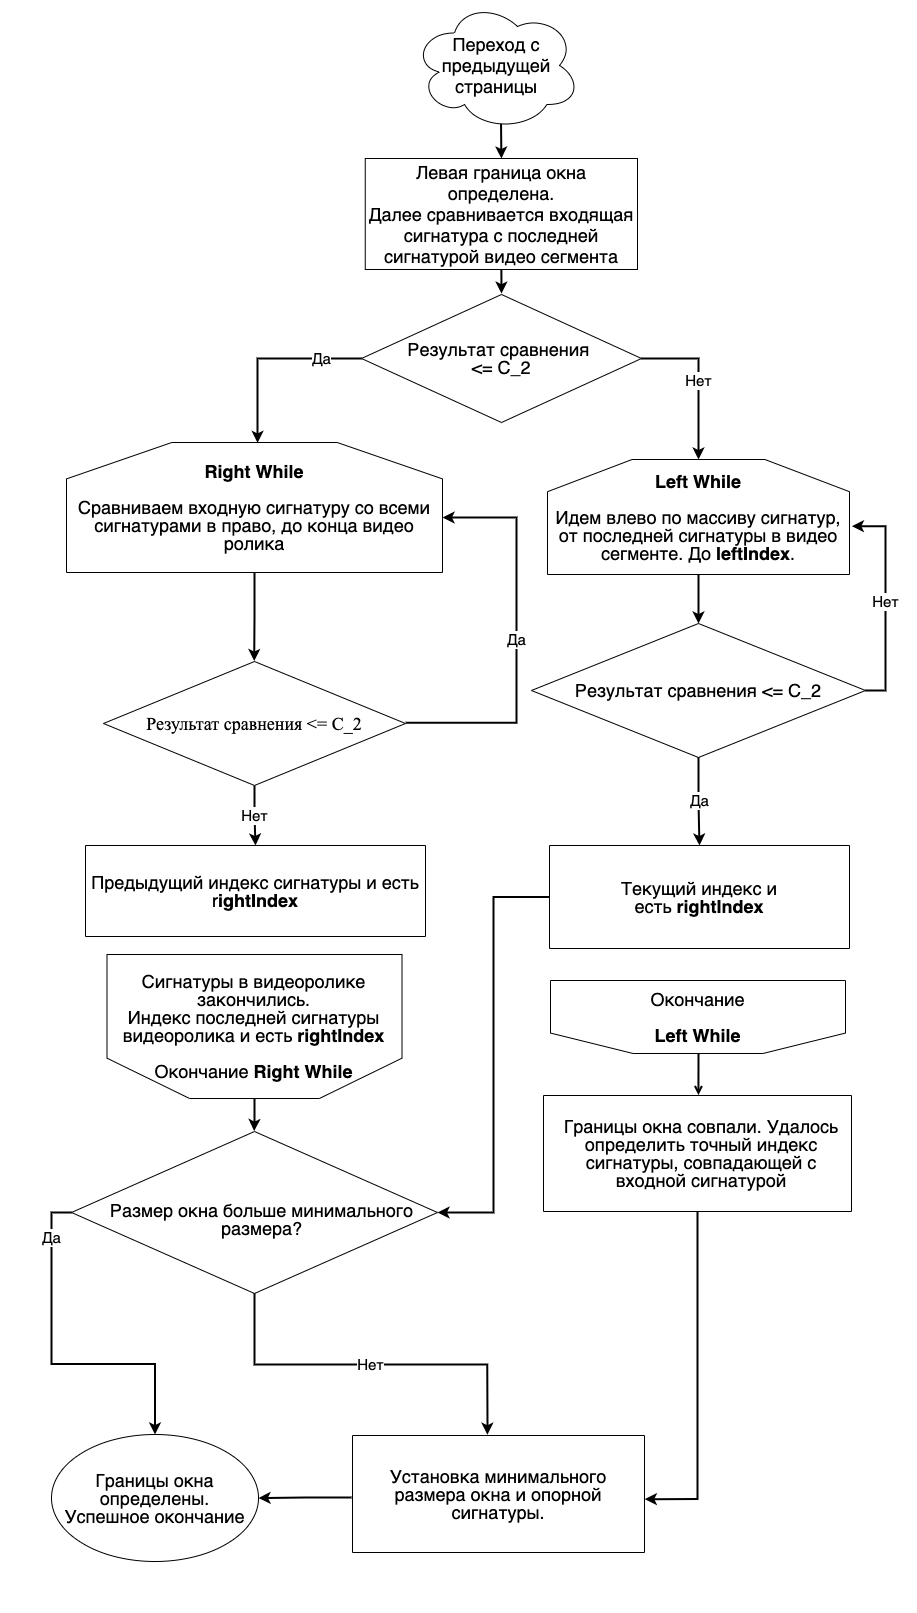 Переход с
предыдущей
страницы
Левая граница окна
определена.
Далее сравнивается входящая
сигнатура с последней
сигнатурой видео сегмента
Результат сравнения
<= C_2
Да
Нет
Right While
Сравниваем входную сигнатуру со всеми
сигнатурами в право, до конца видео
ролика
Left While
Идем влево по массиву сигнатур,
от последней сигнатуры в видео
сегменте. До leftIndex.
Нет
Да
Результат сравнения <= C_2
Результат сравнения <= C_2
Нет
Да
Предыдущий индекс сигнатуры и есть
rightIndex
Текущий индекс и
есть rightIndex
Сигнатуры в видеоролике
закончились.
Индекс последней сигнатуры
видеоролика и есть rightIndex
Окончание Right While
Окончание
Left While
Границы окна совпали. Удалось
определить точный индекс
сигнатуры, совпадающей с
входной сигнатурой
Размер окна больше минимального
размера?
Да
Нет
Границы окна
определены.
Успешное окончание
Установка минимального
размера окна и опорной
сигнатуры.